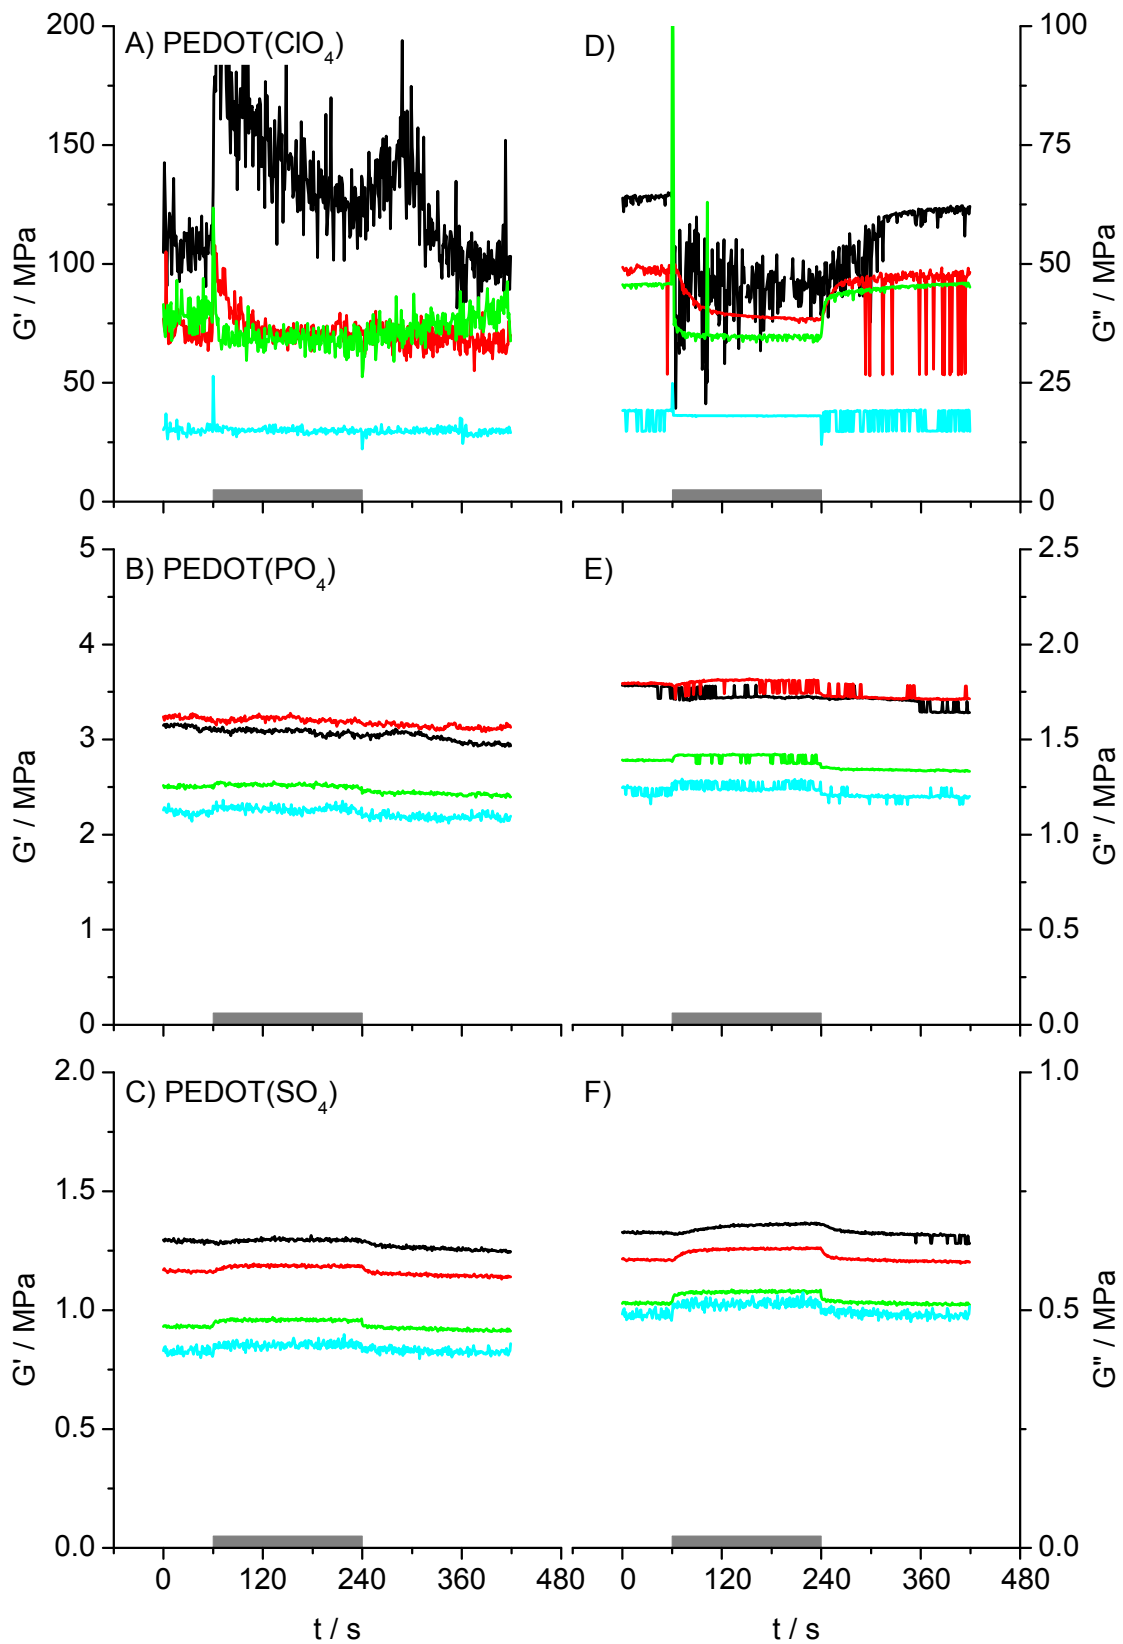 A) PEDOT(ClO4)
D)
200
150
100
50
0
G' / MPa
100
75
50
25
0
G'' / MPa
B) PEDOT(PO4)
E)
5
4
3
2
1
0
G' / MPa
2.5
2.0
1.5
1.0
0.5
0.0
G'' / MPa
C) PEDOT(SO4)
F)
2.0
1.5
1.0
0.5
0.0
G' / MPa
1.0
0.5
0.0
G'' / MPa
0 120 240 360 480
0 120 240 360 480
t / s
t / s